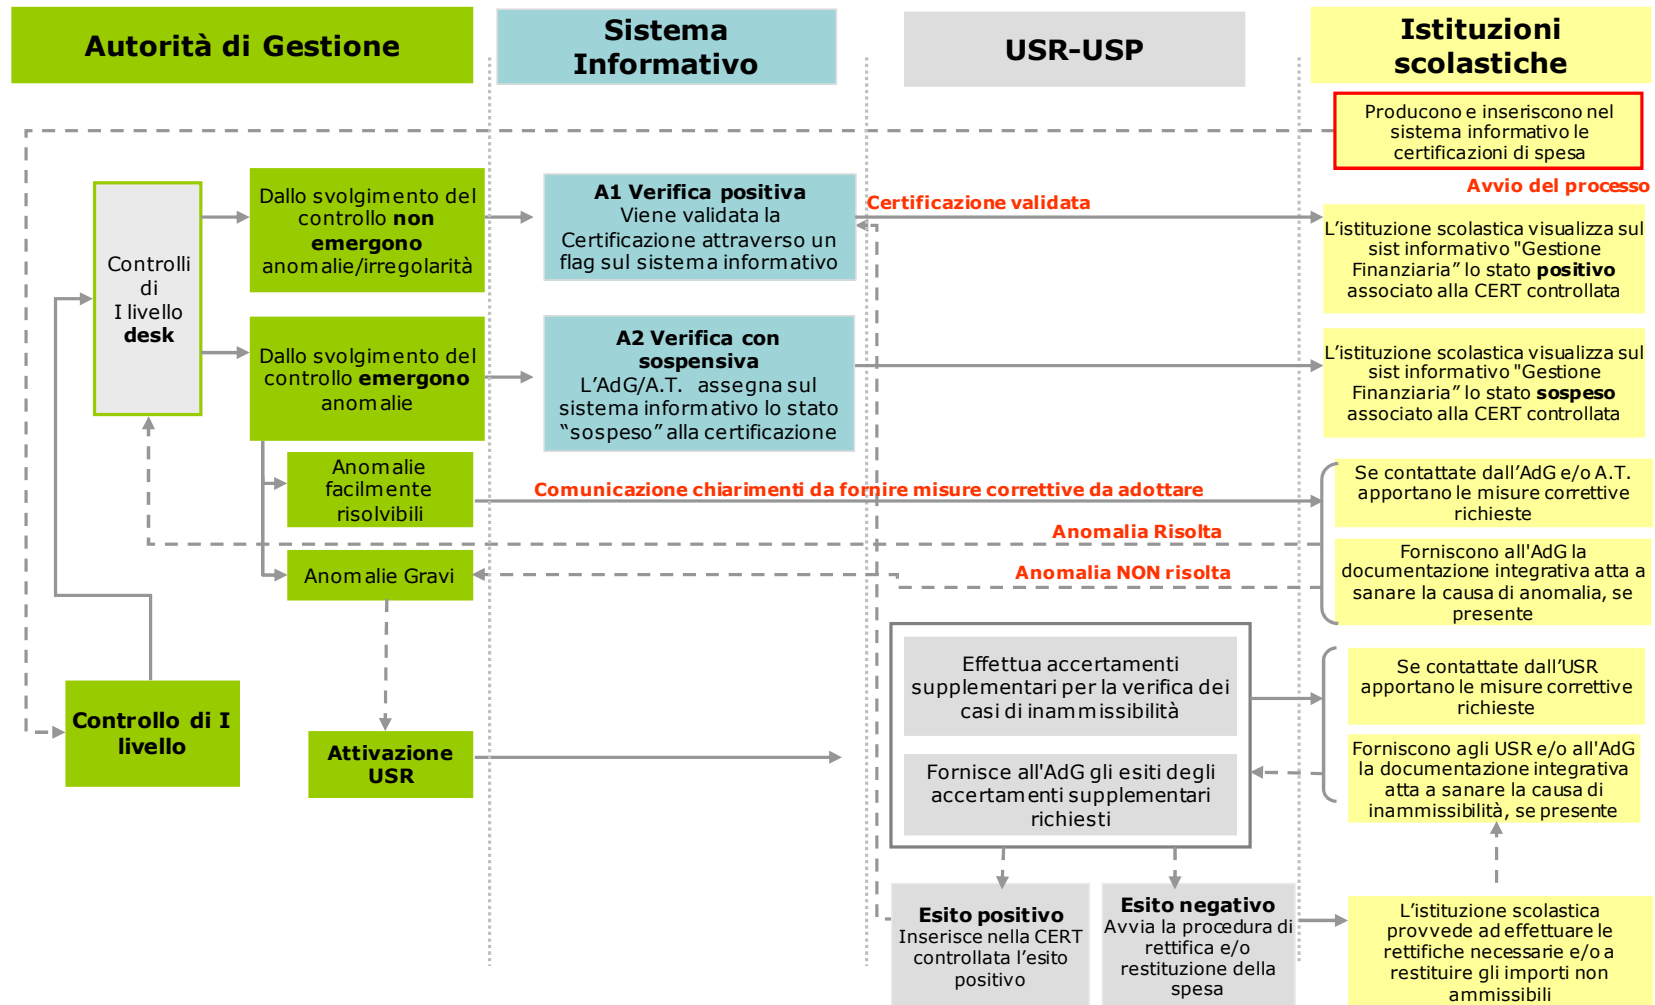 Autorità di Gestione
Sistema
Informativo
USR-USP
Istituzioni
scolastiche
Producono e inseriscono nel
sistema informativo le
certificazioni di spesa
Avvio del processo
Controlli
di
I livello
desk
Dallo svolgimento del
controllo non
emergono
anomalie/irregolarità
A1 Verifica positiva
Viene validata la
Certificazione attraverso un
flag sul sistema informativo
Certificazione validata
L'istituzione scolastica visualizza sul
sist informativo "Gestione
Finanziaria" lo stato positivo
associato alla CERT controllata
Dallo svolgimento del
controllo emergono
anomalie
A2 Verifica con
sospensiva
L'AdG/A.T. assegna sul
sistema informativo lo stato
"sospeso" alla certificazione
L'istituzione scolastica visualizza sul
sist informativo "Gestione
Finanziaria" lo stato sospeso
associato alla CERT controllata
Anomalie
facilmente
risolvibili
Comunicazione chiarimenti da fornire misure correttive da adottare
Se contattate dall'AdG e/o A.T.
apportano le misure correttive
richieste
Anomalia Risolta
Anomalie Gravi
Anomalia NON risolta
Forniscono all'AdG la
documentazione integrativa atta a
sanare la causa di anomalia, se
presente
Controllo di I
livello
Attivazione
USR
Effettua accertamenti
supplementari per la verifica dei
casi di inammissibilità
Fornisce all'AdG gli esiti degli
accertamenti supplementari
richiesti
Se contattate dall'USR
apportano le misure correttive
richieste
Forniscono agli USR e/o all'AdG
la documentazione integrativa
atta a sanare la causa di
inammissibilità, se presente
Esito positivo
Inserisce nella CERT
controllata l'esito
positivo
Esito negativo
Avvia la procedura di
rettifica e/o
restituzione della
spesa
L'istituzione scolastica
provvede ad effettuare le
rettifiche necessarie e/o a
restituire gli importi non
ammissibili